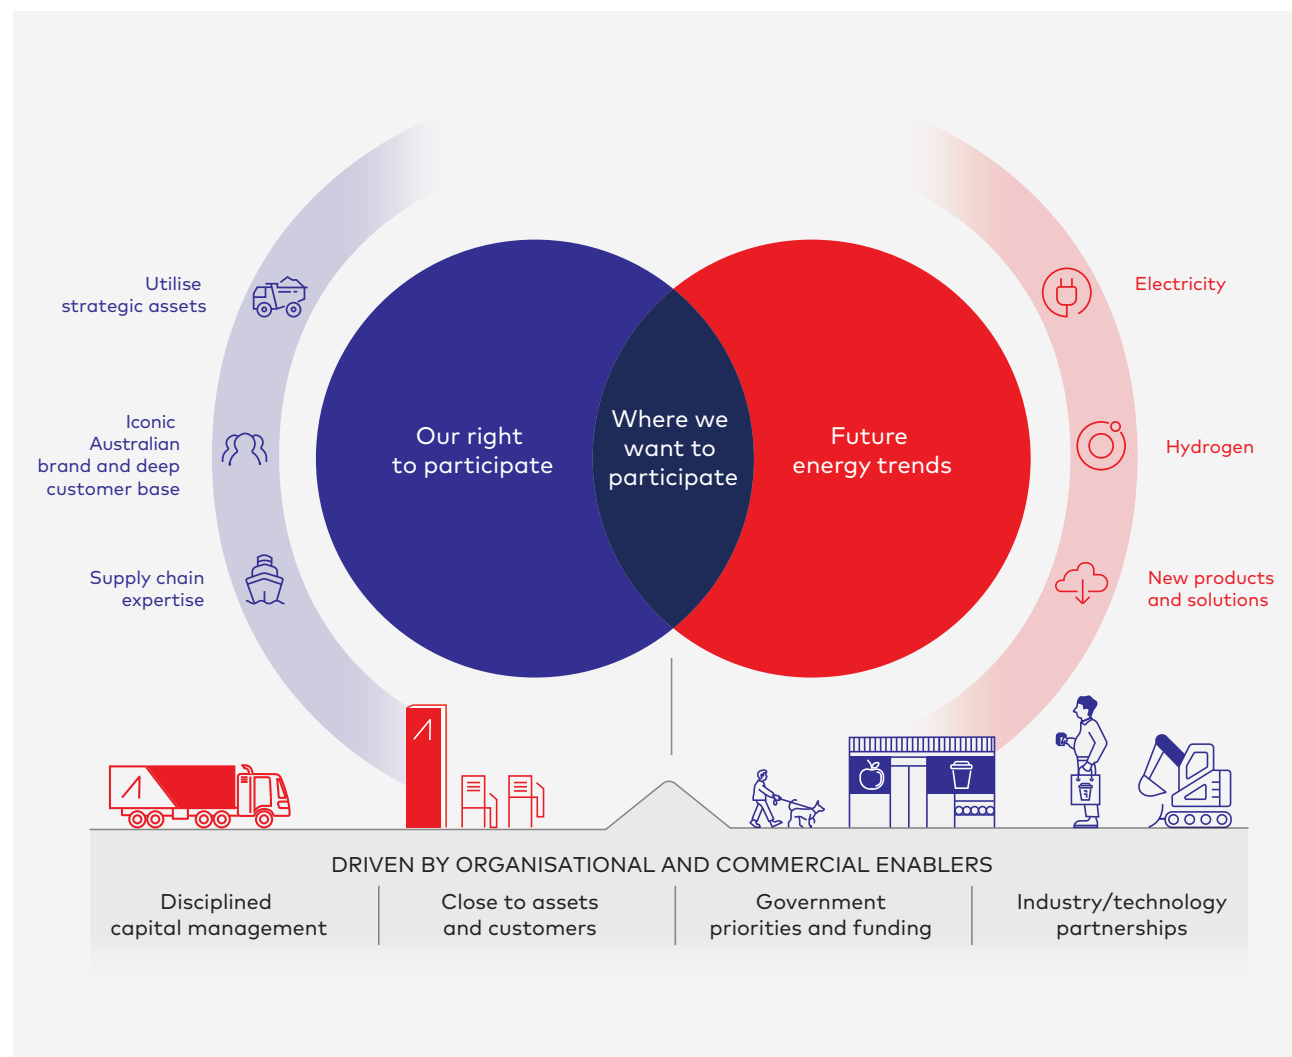 Utilise
strategic assets
Iconic
Australian
brand and deep
customer base
Supply chain
expertise
Our right
to participate
Where we
want to
participate
Future
energy trends
Electricity
Hydrogen
New products
and solutions
DRIVEN BY ORGANISATIONAL AND COMMERCIAL ENABLERS
Disciplined
capital management
Close to assets
and customers
Government
priorities and funding
Industry/technology
partnerships